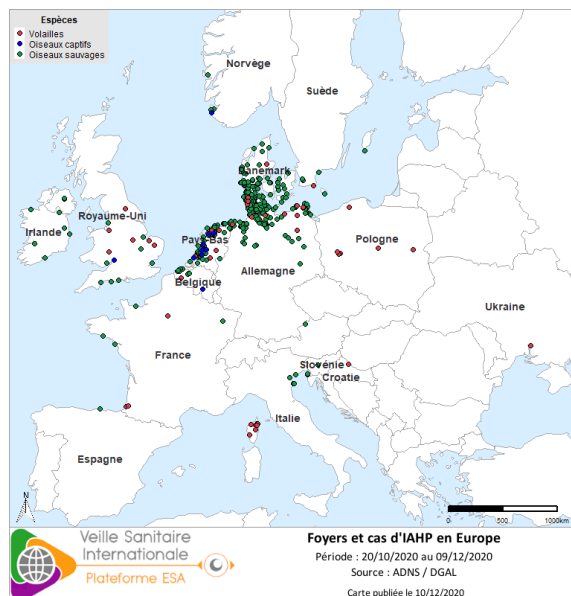 Espèces
Volailles
Oiseaux captifs
Oiseaux sauvages
Norvège
Suède
Danemark
Royaume-Uni
Irlande
Pays-Bas
Pologne
Allemagne
Belgique
Ukraine
France
Slovénie
Croatie
Italie
Espagne
N
0 500 1000km
Veille Sanitaire
Internationale
Plateforme ESA
Foyers et cas d'IAHP en Europe
Période : 20/10/2020 au 09/12/2020
Source : ADNS / DGAL
Carte publiée le 10/12/2020